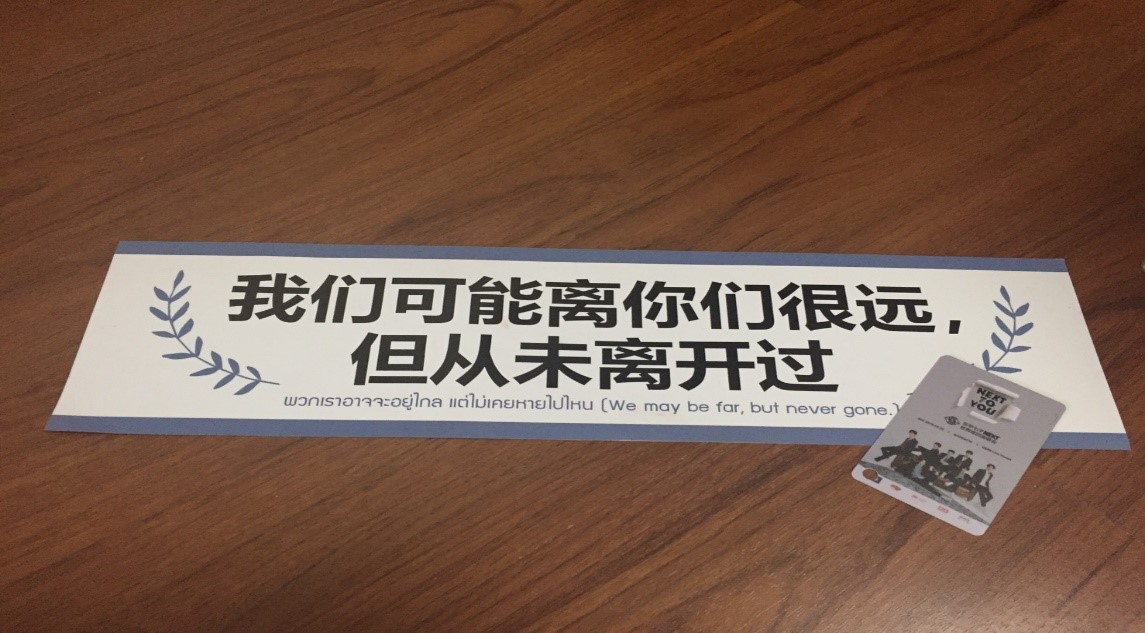 我们可能离你们很远,
但从未离开过
พวกเราอาจจะอยู่ไกล แต่ไม่เคยหายไปไหน (We may be far, but never gone.)
NEXT
TO
YOU